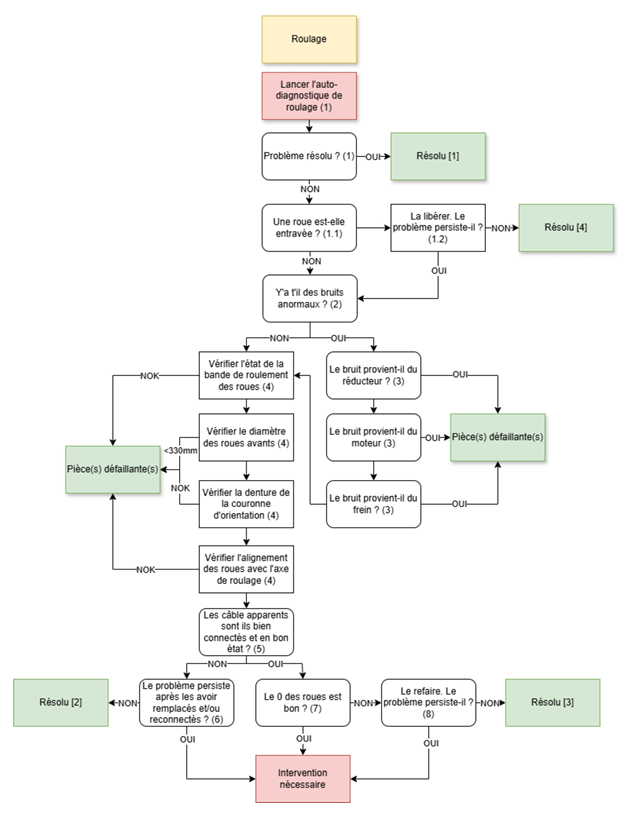 Roulage
Lancer l'auto-
diagnostique de
roulage (1)
Problème résolu ? (1)
OUI
Résolu [1]
NON
Une roue est-elle
entravée ? (1.1)
La libérer. Le
problème persiste-il ?
(1.2)
NON
Résolu [4]
NON
OUI
Y'a t'il des bruits
anormaux ? (2)
NON
OUI
Vérifier l'état de la
bande de roulement
des roues (4)
NOK
Le bruit provient-il du
réducteur ? (3)
OUI
Vérifier le diamètre
des roues avants (4)
<330mm
Le bruit provient-il du
moteur (3)
OUI
Pièce(s) défaillante(s)
Pièce(s) défaillante(s)
NOK
Vérifier la denture de
la couronne
d'orientation (4)
Le bruit provient-il du
frein ? (3)
OUI
Vérifier l'alignement
des roues avec l'axe
de roulage (4)
NOK
Les câble apparents
sont ils bien
connectés et en bon
état ? (5)
NON
OUI
Résolu [2]
NON
Le problème persiste
après les avoir
remplacés et/ou
reconnectés ? (6)
Le 0 des roues est
bon ? (7)
NON
Le refaire. Le
problème persiste-il ?
(8)
NON
Résolu [3]
OUI
OUI
OUI
Intervention
nécessaire